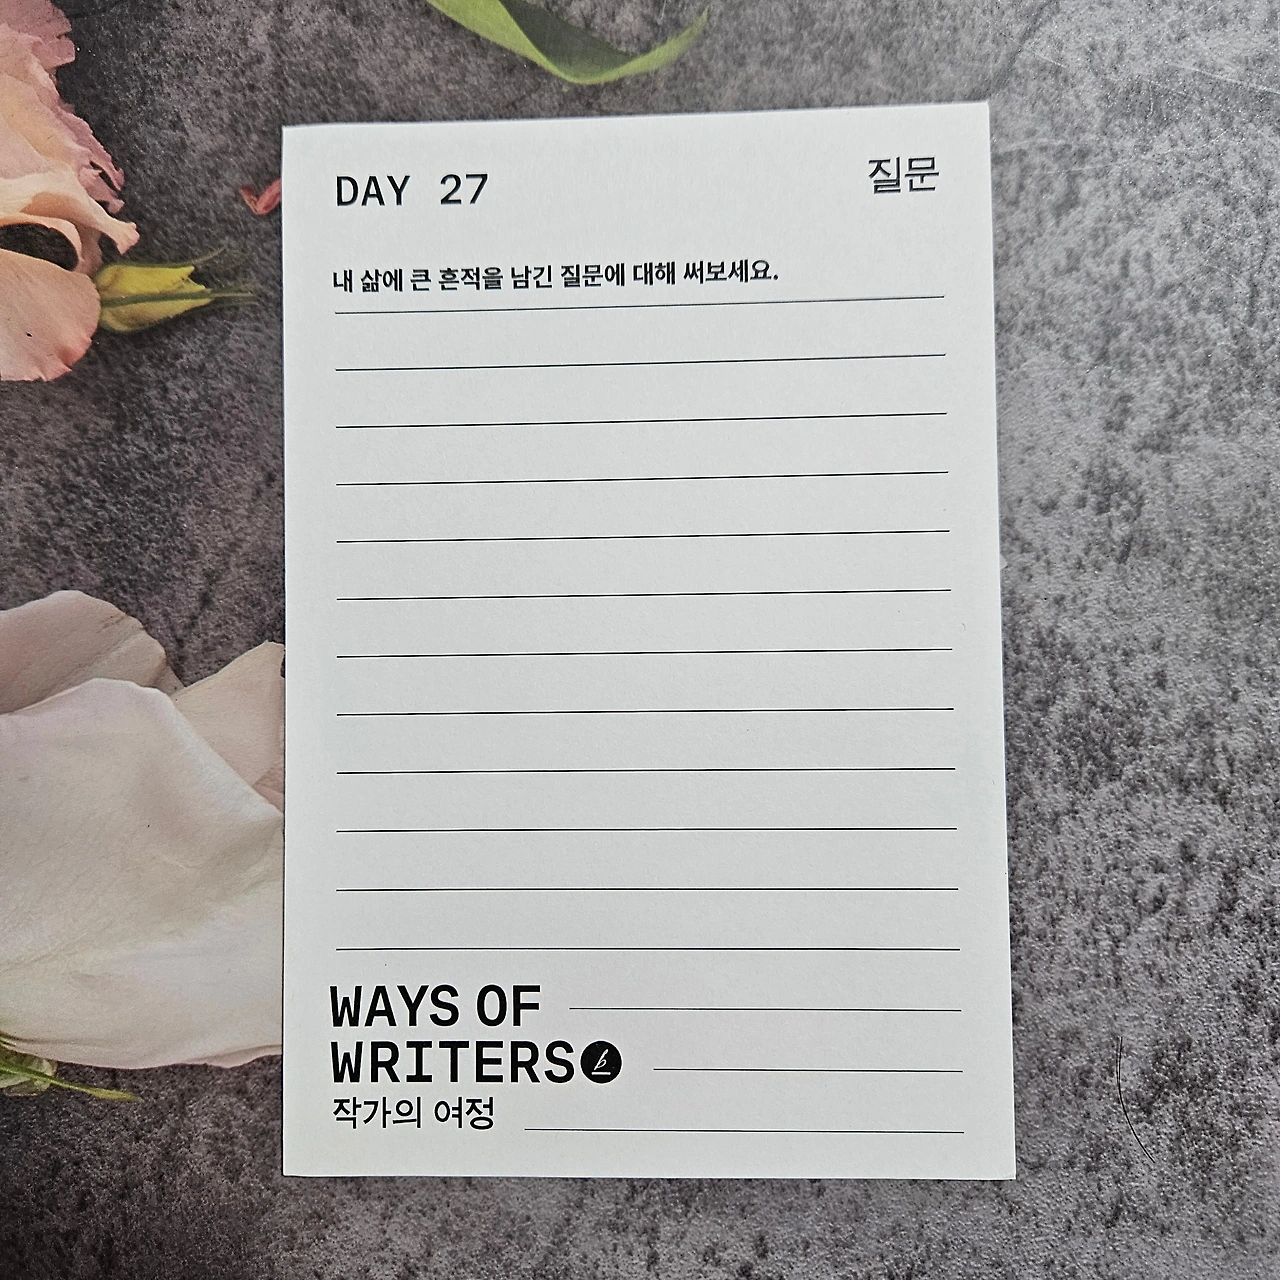 DAY 27
질문
내 삶에 큰 흔적을 남긴 질문에 대해 써보세요.
WAYS OF
WRITERS b
작가의 여정